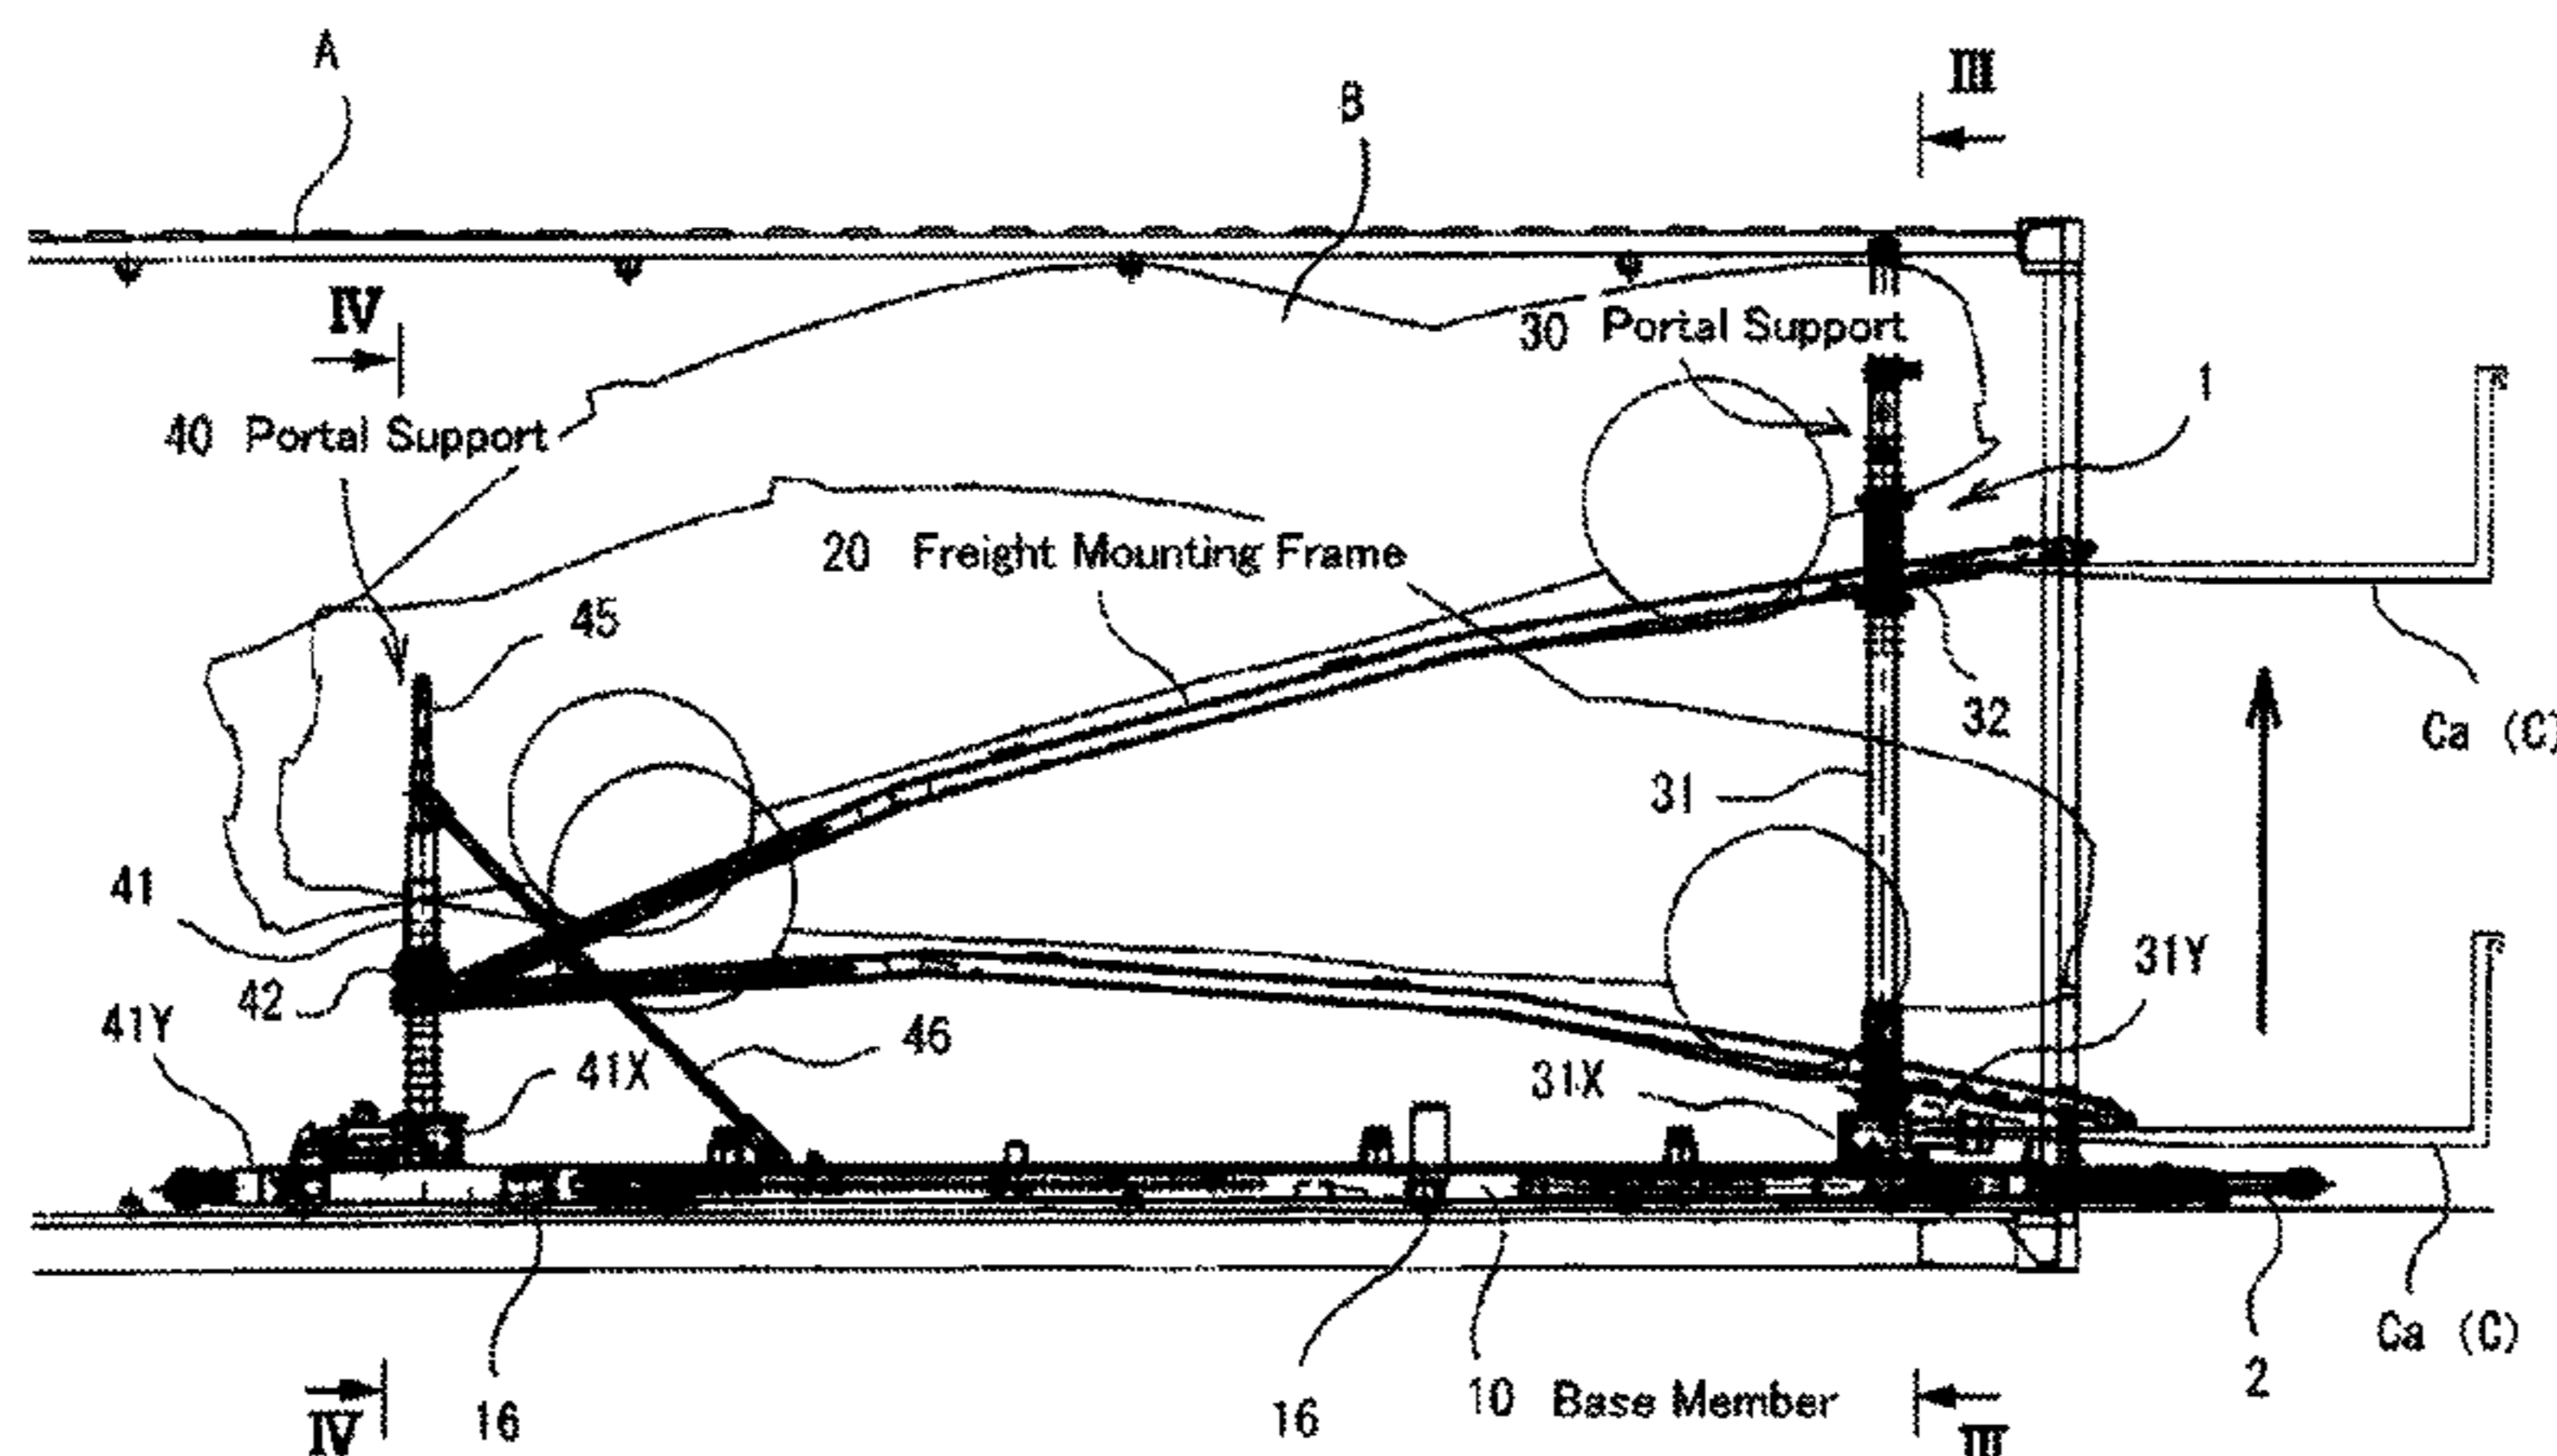 A
B
III
IV
30 Portal Support
1
40 Portal Support
20 Freight Mounting Frame
45
32
Ca (C)
31
41
42
31Y
41Y
46
41X
31X
Ca (C)
2
IV
16
16
10 Base Member
III